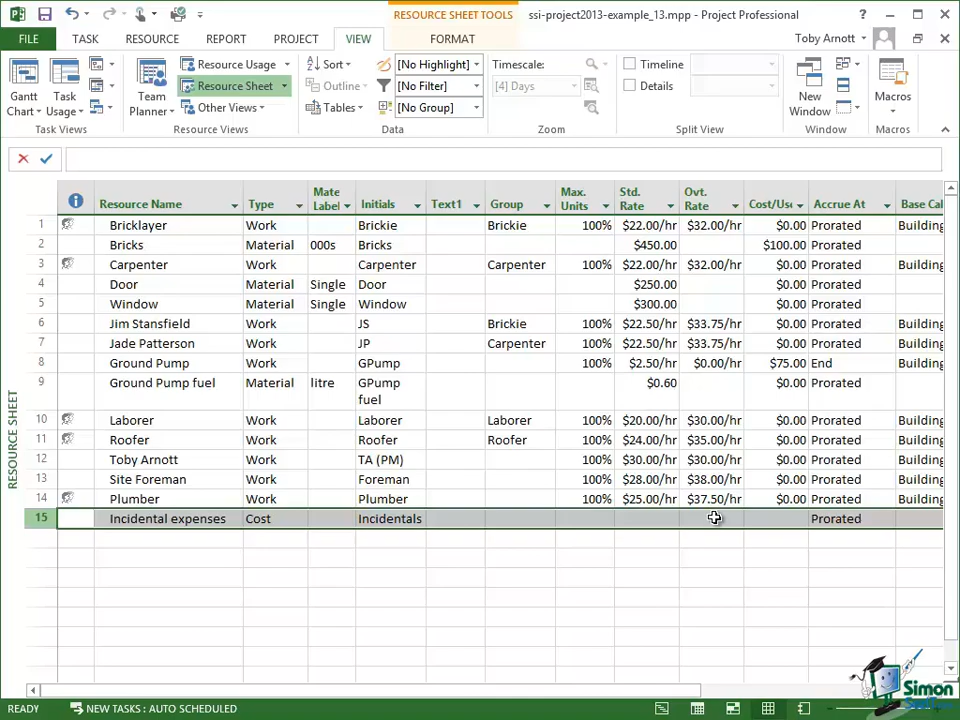 RESOURCE SHEET TOOLS
ssi-project2013-example_13.mpp - Project Professional
FILE TASK RESOURCE REPORT PROJECT VIEW FORMAT Toby Arnott
Gantt Chart
Task Usage
Task Views
Team Planner
Resource Usage
Resource Sheet
Other Views
Resource Views
Sort
Outline
Tables
[No Highlight]
[No Filter]
[No Group]
Data
Timescale:
[4] Days
Zoom
Timeline
Details
Split View
New Window
Window
Macros
Macros
Resource Name Type Mate Label Initials Text1 Group Max. Units Std. Rate Ovt. Rate Cost/Use Accrue At Base Cal
1 Bricklayer Work Brickie Brickie 100% $22.00/hr $32.00/hr $0.00 Prorated Building
2 Bricks Material 000s Bricks $450.00 $100.00 Prorated
3 Carpenter Work Carpenter Carpenter 100% $22.00/hr $32.00/hr $0.00 Prorated Building
4 Door Material Single Door $250.00 $0.00 Prorated
5 Window Material Single Window $300.00 $0.00 Prorated
6 Jim Stansfield Work JS Brickie 100% $22.50/hr $33.75/hr $0.00 Prorated Building
7 Jade Patterson Work JP Carpenter 100% $22.50/hr $33.75/hr $0.00 Prorated Building
8 Ground Pump Work GPump 100% $2.50/hr $0.00/hr $75.00 End Building
9 Ground Pump fuel Material litre GPump fuel $0.60 $0.00 Prorated
10 Laborer Work Laborer Laborer 100% $20.00/hr $30.00/hr $0.00 Prorated Building
11 Roofer Work Roofer Roofer 100% $24.00/hr $35.00/hr $0.00 Prorated Building
12 Toby Arnott Work TA (PM) 100% $30.00/hr $30.00/hr $0.00 Prorated Building
13 Site Foreman Work Foreman 100% $28.00/hr $38.00/hr $0.00 Prorated Building
14 Plumber Work Plumber 100% $25.00/hr $37.50/hr $0.00 Prorated Building
15 Incidental expenses Cost Incidentals Prorated
RESOURCE SHEET
READY NEW TASKS : AUTO SCHEDULED
Simon